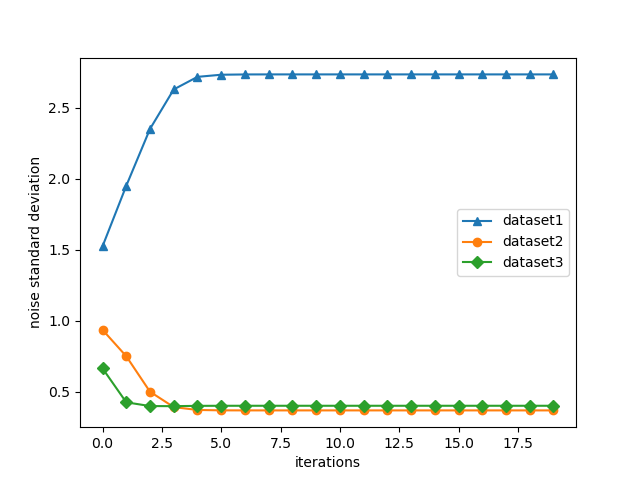 2.5
2.0
1.5
1.0
0.5
noise standard deviation
dataset1
dataset2
dataset3
0.0 2.5 5.0 7.5 10.0 12.5 15.0 17.5
iterations